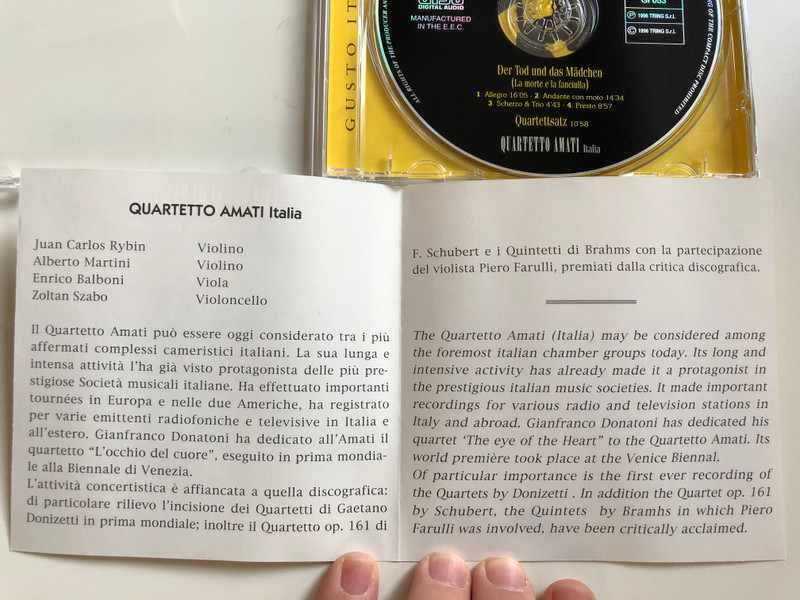 GUSTO IT
DIGITAL AUDIO
MANUFACTURED
IN THE E.E.C.
ALL RIGHTS OF THE PRODUCER AN
Ⓟ 1996 TRING S.r.l.
© 1996 TRING S.r.l.
NG OF THE COMPACT DISC PROHIBITED
Der Tod und das Mädchen
(La morte e la fanciulla)
1. Allegro 16'05 - 2. Andante con moto 14'34
3. Scherzo & Trio 4'43 - 4. Presto 8'57
Quartettsatz 10'58
QUARTETTO AMATI Italia
QUARTETTO AMATI Italia
Juan Carlos Rybin Violino
Alberto Martini Violino
Enrico Balboni Viola
Zoltan Szabo Violoncello
Il Quartetto Amati può essere oggi considerato tra i più
affermati complessi cameristici italiani. La sua lunga e
intensa attività l'ha già visto protagonista delle più pre-
stigiose Società musicali italiane. Ha effettuato importanti
tournées in Europa e nelle due Americhe, ha registrato
per varie emittenti radiofoniche e televisive in Italia e
all'estero. Gianfranco Donatoni ha dedicato all'Amati il
quartetto “L'occhio del cuore”, eseguito in prima mondia-
le alla Biennale di Venezia.
L'attività concertistica è affiancata a quella discografica:
di particolare rilievo l'incisione dei Quartetti di Gaetano
Donizetti in prima mondiale; inoltre il Quartetto op. 161 di
F. Schubert e i Quintetti di Brahms con la partecipazione
del violista Piero Farulli, premiati dalla critica discografica.
The Quartetto Amati (Italia) may be considered among
the foremost italian chamber groups today. Its long and
intensive activity has already made it a protagonist in
the prestigious italian music societies. It made important
recordings for various radio and television stations in
Italy and abroad. Gianfranco Donatoni has dedicated his
quartet ‘The eye of the Heart” to the Quartetto Amati. Its
world première took place at the Venice Biennal.
Of particular importance is the first ever recording of
the Quartets by Donizetti . In addition the Quartet op. 161
by Schubert, the Quintets by Bramhs in which Piero
Farulli was involved, have been critically acclaimed.